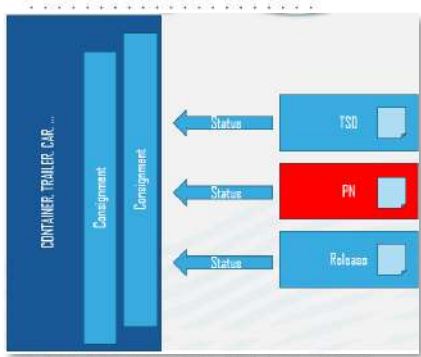 CONTAINER, TRAILER, CAR, ...
Consignment
Consignment
Status
TSD
Status
PN
Status
Release